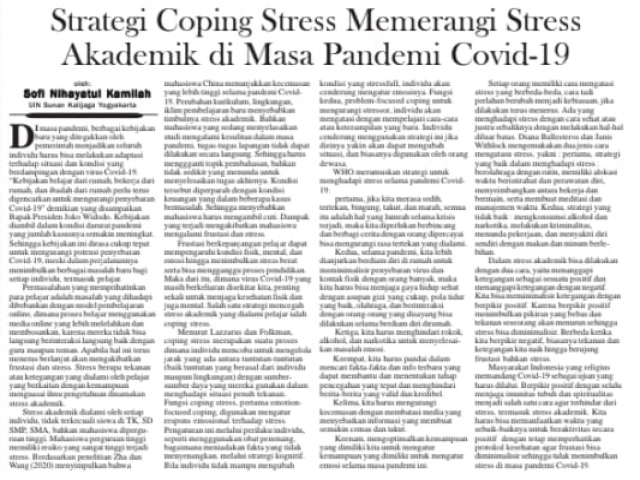 Strategi Coping Stress Memerangi Stress
Akademik di Masa Pandemi Covid-19
oleh:
Sofi Nihayatul Kamilah
UIN Sunan Kalijaga Yogyakarta
Di masa pandemi, berbagai kebijakan
baru yang ditegakkan oleh
pemerintah menjadikan seluruh
individu harus bisa melakukan adaptasi
terhadap situasi dan kondisi yang
berdampingan dengan virus Covid-19.
"Kebijakan belajar dari rumah, bekerja dari
rumah, dan ibadah dari rumah perlu terus
digencarkan untuk mengurangi penyebaran
Covid-19" demikian yang disampaikan
Bapak Presiden Joko Widodo. Kebijakan
diambil dalam kondisi darurat pandemi
yang jumlah kasusnya semakin meningkat.
Sehingga kebijakan ini dirasa cukup tepat
untuk mengurangi potensi penyebaran
Covid-19, meski dalam perjalanannya
menimbulkan berbagai masalah baru bagi
setiap individu, termasuk pelajar.
Permasalahan yang memprihatinkan
para pelajar adalah masalah yang dihadapi
dibebankan dengan model pembelajaran
online, dimana proses belajar menggunakan
media online yang lebih melelahkan dan
membosankan, karena mereka tidak bisa
langsung berinteraksi langsung baik dengan
guru maupun teman. Apabila hal ini terus
menerus berlanjut akan mengakibatkan
frustasi dan stress. Stress berupa tekanan
atau ketegangan yang dialami oleh pelajar
yang berkaitan dengan kemampuan
menguasai ilmu pengetahuan dinamakan
stress akademik.
Stress akademik dialami oleh setiap
individu, tidak terkecuali siswa di TK, SD
SMP, SMA, bahkan mahasiswa dipergu-
ruan tinggi. Mahasiswa perguruan tinggi
memiliki resiko yang sangat tinggi terjadi
stress. Berdasarkan penelitian Zhu dan
Wang (2020) menyimpulkan bahwa
mahasiswa China menunjukkan kecemasan
yang lebih tinggi selama pandemi Covid-
19. Perubahan kurikulum, lingkungan,
iklim pembelajaran baru menyebabkan
timbulnya stress akademik. Bahkan
mahasiswa yang sedang menyelesaikan
studi mengalami kesulitan dalam masa
pandemi, tugas-tugas lapangan tidak dapat
dilakukan secara langsung. Sehingga harus
mengganti topik pembahasan, bahkan
tidak sedikit yang menunda untuk
menyelesaikan tugas akhirnya. Kondisi
tersebut diperparah dengan kondisi
keuangan yang dalam beberapa kasus
bermasalah. Sehingga menyebabkan
mahasiswa harus mengambil cuti. Dampak
yang terjadi mengakibatkan mahasiswa
mengalami frustasi dan stress.
Frustasi berkepanjangan pelajar dapat
mempengaruhi kondisi fisik, mental, dan
emosi hingga menimbulkan stress berat
serta bisa mengganggu proses pendidikan.
Maka dari itu, dimana virus Covid-19 yang
masih berkeliaran disekitar kita, penting
sekali untuk menjaga kesehatan fisik dan
juga mental. Salah satu strategi mencegah
stress akademik yang dialami pelajar ialah
coping stress.
Menurut Lazzarus dan Folkman,
coping stress merupakan suatu proses
dimana individu mencoba untuk mengelola
jarak yang ada antara tuntutan-tuntutan
(baik tuntutan yang berasal dari individu
maupun lingkungan) dengan sumber-
sumber daya yang mereka gunakan dalam
menghadapi situasi penuh tekanan.
Fungsi coping stress, pertama emotion-
focused coping, digunakan mengatur
respons emosional terhadap stress.
Pengaturan ini melalui perilaku individu,
seperti menggunakan obat penenang,
bagaimana meniadakan fakta yang tidak
menyenangkan, melalui strategi kognitif.
Bila individu tidak mampu mengubah
kondisi yang stressfull, individu akan
cenderung mengatur emosinya. Fungsi
kedua, problem-focused coping untuk
mengurangi stressor, individu akan
mengatasi dengan mempelajari cara-cara
atau keterampilan yang baru. Individu
cenderung menggunakan strategi ini jika
dirinya yakin akan dapat mengubah
situasi, dan biasanya digunakan oleh orang
dewasa.
WHO merumuskan strategi untuk
menghadapi stress selama pandemi Covid-
19:
pertama, jika kita merasa sedih,
tertekan, bingung, takut, dan marah, semua
itu adalah hal yang lumrah selama krisis
terjadi, maka kita diperlukan berbincang
dan berbagi cerita dengan orang dipercayai
bisa mengurangi rasa tertekan yang dialami.
Kedua, selama pandemi, kita lebih
dianjurkan berdiam diri di rumah untuk
meminimalisir penyebaran virus dan
kontak fisik dengan orang banyak, maka
kita harus bisa menjaga gaya hidup sehat
dengan asupan gizi yang cukup, pola tidur
yang baik, olahraga, dan berinteraksi
dengan orang-orang yang disayang bisa
dilakukan selama berdiam diri dirumah.
Ketiga, kita harus menghindari rokok,
alkohol, dan narkotika untuk menyelesai-
kan masalah emosi.
Keempat, kita harus pandai dalam
mencari fakta-fakta dan info terbaru yang
dapat membantu dan menentukan tahap
pencegahan yang tepat dan menghindari
berita-berita yang valid dan kredibel.
Kelima, kita harus mengurangi
kecemasan dengan membatasi media yang
menyebarkan informasi yang membuat
semakin cemas dan takut.
Keenam, mengoptimalkan kemampuan
yang dimiliki kita untuk mengatur
kemampuan yang dimiliki untuk mengatur
emosi selama masa pandemi ini.
Setiap orang memiliki cara mengatasi
stress yang berbeda-beda, cara tadi
perlahan berubah menjadi kebiasaan, jika
dilakukan terus menerus. Ada yang
menghadapi stress dengan cara sehat atau
justru sebaliknya dengan melakukan hal-hal
diluar batas. Diana Ballesteros dan Janis
Withlock mengemukakan dua jenis cara
mengatasi stress, yakni : pertama, strategi
yang baik dalam menghadapi stress :
berolahraga dengan rutin, memiliki alokasi
waktu beristirahat dan perawatan diri,
menyeimbangkan antara bekerja dan
bermain, serta membuat meditasi dan
manajemen waktu. Kedua, strategi yang
tidak baik : mengkonsumsi alkohol dan
narkotika, melakukan kriminalitas,
menunda pekerjaan, dan menyakiti diri
sendiri dengan makan dan minum berle-
bihan.
Dalam stress akademik bisa dilakukan
dengan dua cara, yaitu menanggapi
ketegangan sebagai sesuatu positif dan
menanggapi ketegangan dengan negatif.
Kita bisa meminimalisir ketegangan dengan
berpikir positif. Karena berpikir positif
menimbulkan pikiran yang bebas dan
tekanan seseorang akan menurun sehingga
stress bisa diminimalisir. Berbeda ketika
kita berpikir negatif, biasanya tekanan dan
ketegangan kita naik hingga berujung
frustasi bahkan stress.
Masyarakat Indonesia yang religius
memandang Covid-19 sebagai ujian yang
harus dilalui. Berpikir positif dengan selalu
menjaga imunitas tubuh dan spiritualitas
menjadi salah satu cara agar terhindar dari
stress, termasuk stress akademik. Kita
harus bisa memanfaatkan waktu yang
sebaik-baiknya untuk beraktivitas secara
positif dengan tetap memperhatikan
protokol kesehatan agar frustasi bisa
diminimalisir sehingga tidak menimbulkan
stress di masa pandemi Covid-19.